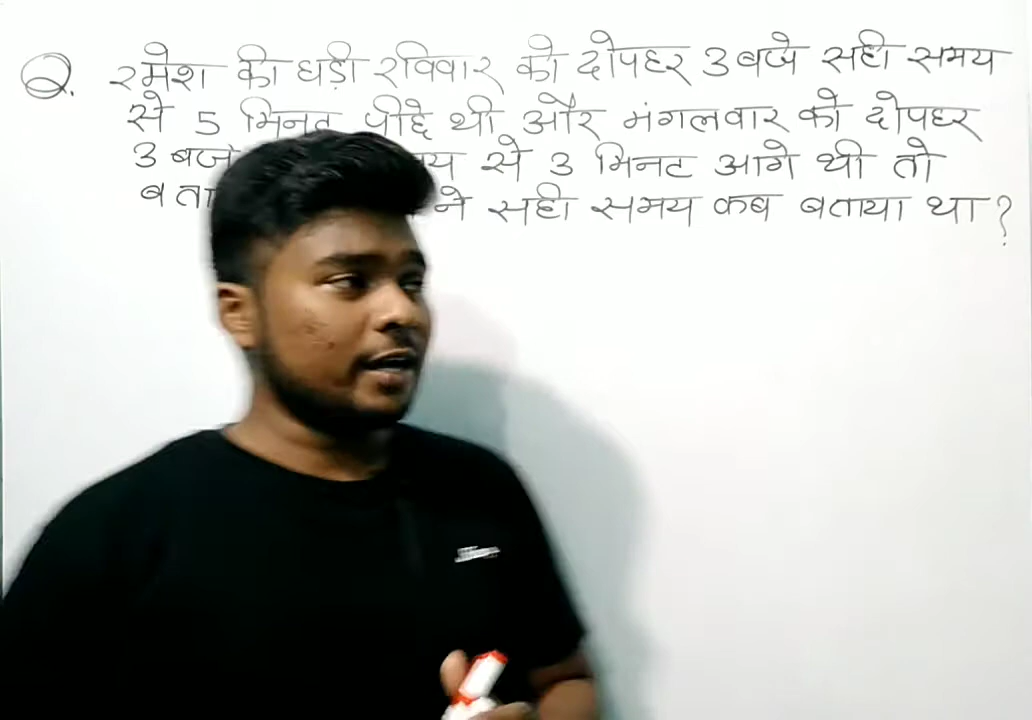 Q. रमेश की घड़ी रविवार को दोपहर 3 बजे सही समय
से 5 मिनट पीछे थी और मंगलवार को दोपहर
3 बजे से 3 मिनट आगे थी तो
ने सही समय कब बताया था?